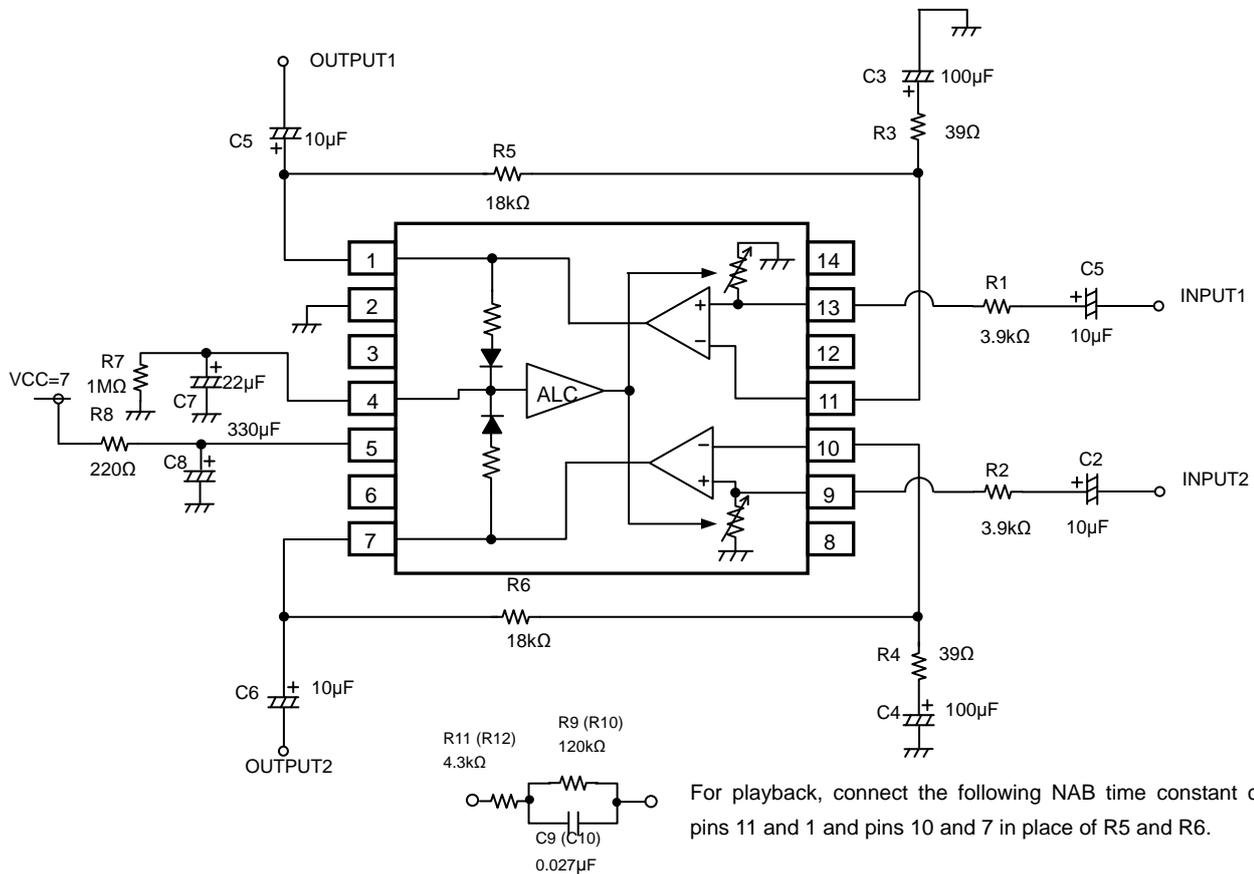 OUTPUT1
C5
+
10µF
C3
+
100µF
R3
39Ω
R5
18kΩ
1
2
3
4
5
6
7
14
13
12
11
10
9
8
ALC
+
−
−
+
R1
3.9kΩ
C5
+
10µF
INPUT1
R2
3.9kΩ
C2
+
10µF
INPUT2
VCC=7
R7
1MΩ
+
22µF
C7
R8
220Ω
330µF
C8
+
R6
18kΩ
C6
+
10µF
OUTPUT2
R4
39Ω
C4
+
100µF
R11 (R12)
4.3kΩ
R9 (R10)
120kΩ
C9 (C10)
0.027µF
For playback, connect the following NAB time constant
pins 11 and 1 and pins 10 and 7 in place of R5 and R6.